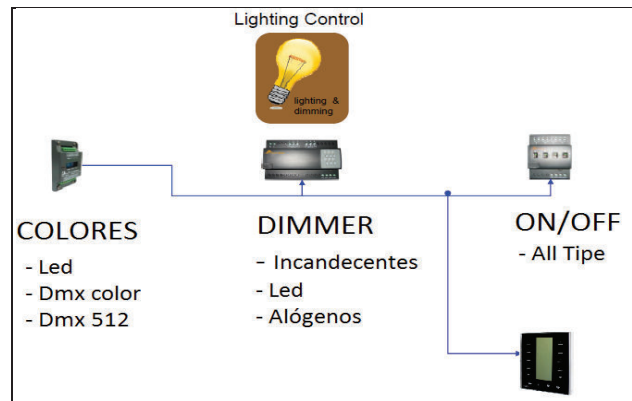 Lighting Control
lighting &
dimming
COLORES
- Led
- Dmx color
- Dmx 512
DIMMER
- Incandecentes
- Led
- Alógenos
ON/OFF
- All Tipe